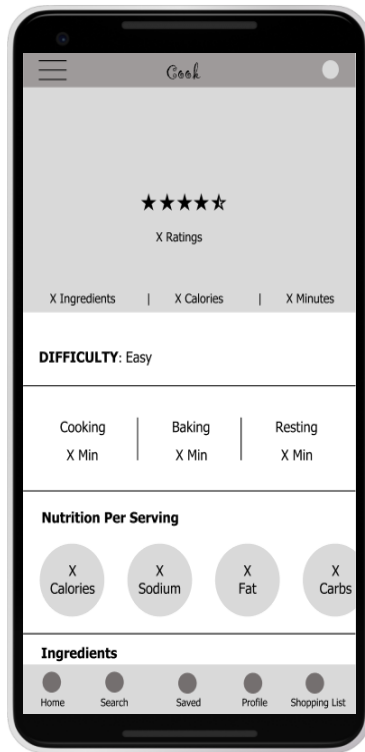 Cook
X Ratings
X Ingredients | X Calories | X Minutes
DIFFICULTY: Easy
Cooking Baking Resting
X Min X Min X Min
Nutrition Per Serving
X X X X
Calories Sodium Fat Carbs
Ingredients
Home Search Saved Profile Shopping List